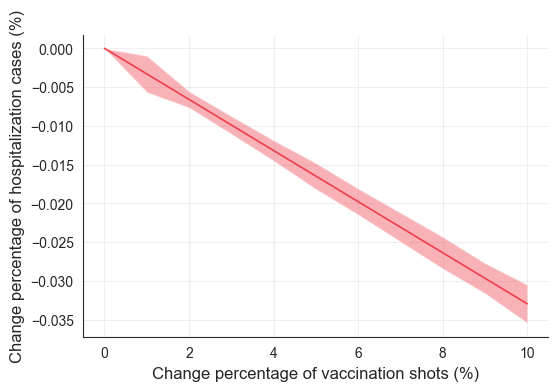 Change percentage of hospitalization cases (%)
0.000
−0.005
−0.010
−0.015
−0.020
−0.025
−0.030
−0.035
0 2 4 6 8 10
Change percentage of vaccination shots (%)